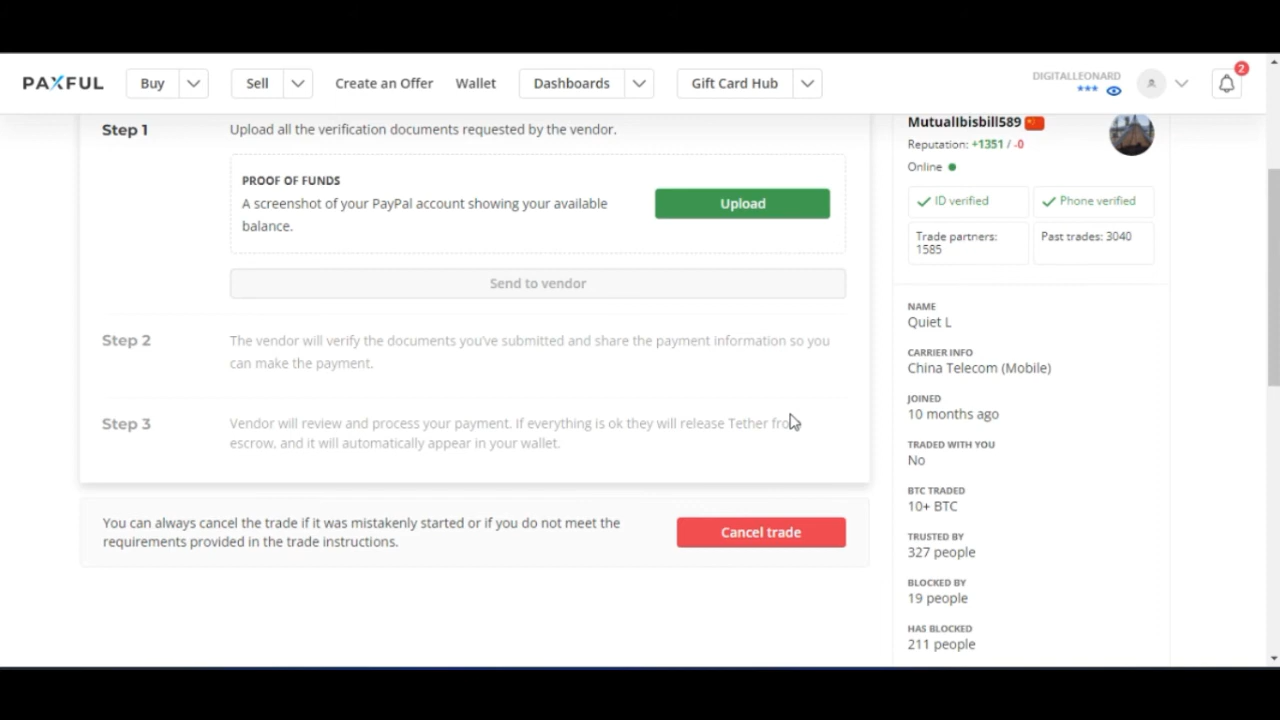 PAXFUL Buy Sell Create an Offer Wallet Dashboards Gift Card Hub DIGITALLEONARD *** 2
Step 1 Upload all the verification documents requested by the vendor.
PROOF OF FUNDS
A screenshot of your PayPal account showing your available
balance.
Upload
Send to vendor
Step 2 The vendor will verify the documents you've submitted and share the payment information so you
can make the payment.
Step 3 Vendor will review and process your payment. If everything is ok they will release Tether from
escrow, and it will automatically appear in your wallet.
You can always cancel the trade if it was mistakenly started or if you do not meet the
requirements provided in the trade instructions.
Cancel trade
Mutuallbisbill589
Reputation: +1351 / -0
Online
ID verified Phone verified
Trade partners: Past trades: 3040
1585
NAME
Quiet L
CARRIER INFO
China Telecom (Mobile)
JOINED
10 months ago
TRADED WITH YOU
No
BTC TRADED
10+ BTC
TRUSTED BY
327 people
BLOCKED BY
19 people
HAS BLOCKED
211 people